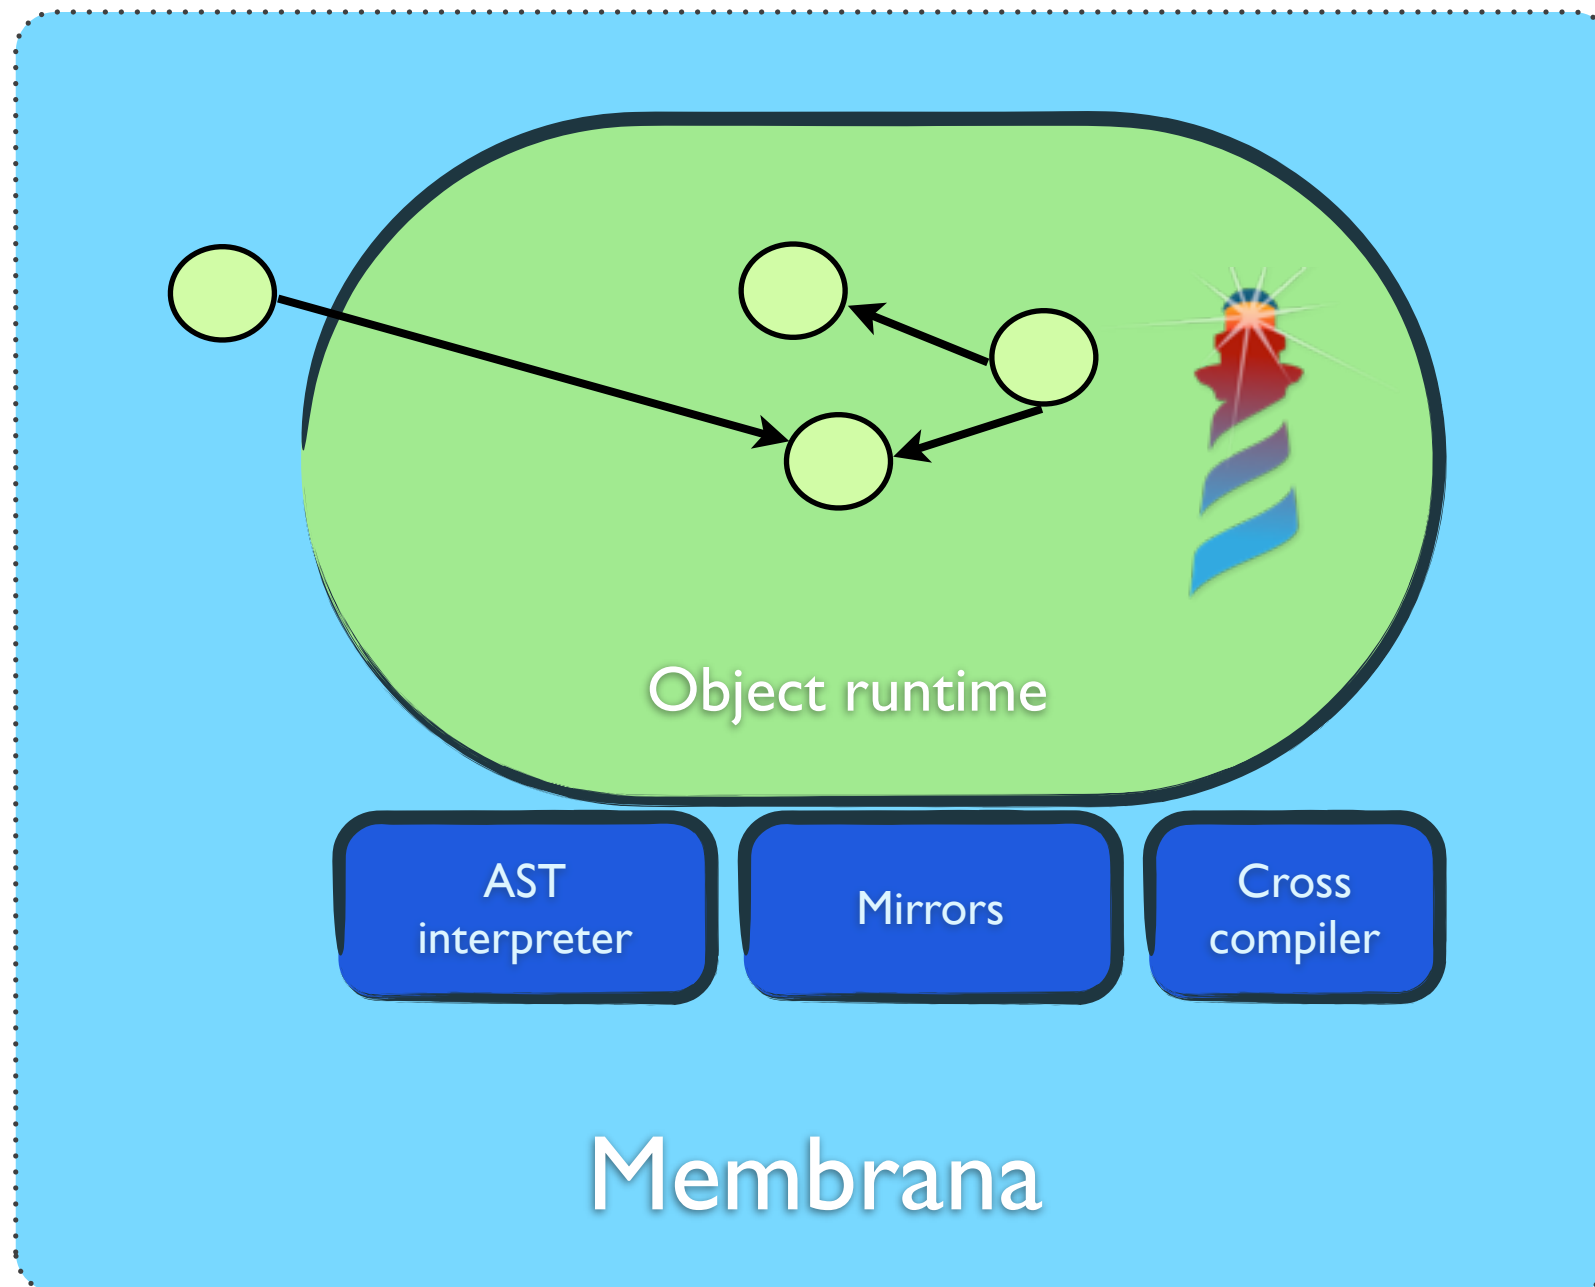 Object runtime
AST
interpreter
Mirrors
Cross
compiler
Membrana